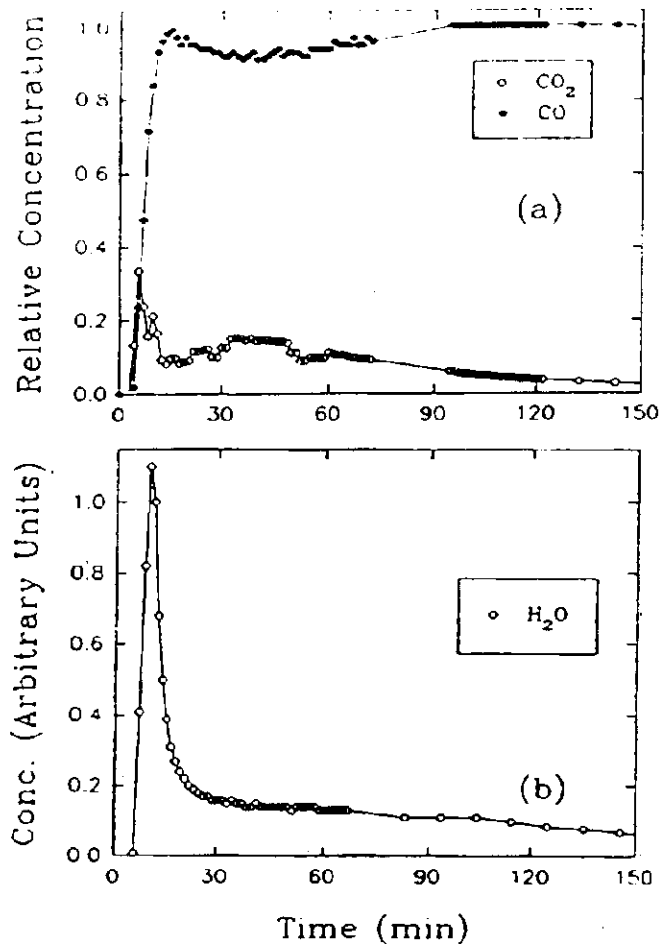 Relative Concentration
1.0
0.8
0.6
0.4
0.2
0.0
CO2
CO
(a)
0 30 60 90 120 150
Conc. (Arbitrary Units)
1.0
0.8
0.6
0.4
0.2
0.0
H2O
(b)
0 30 60 90 120 150
Time (min)